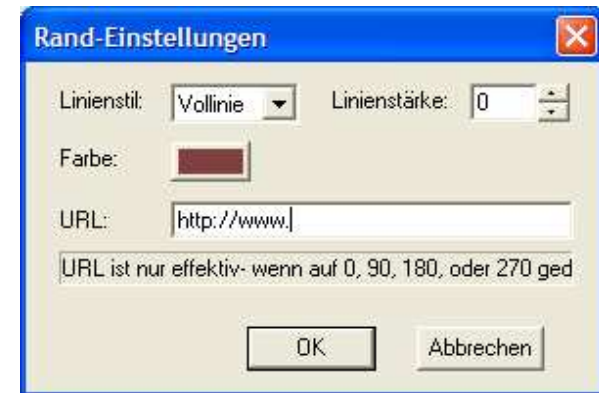 Rand-Einstellungen
Linienstil: Vollinie Linienstärke: 0
Farbe:
URL: http://www.
URL ist nur effektiv- wenn auf 0, 90, 180, oder 270 ged
OK Abbrechen